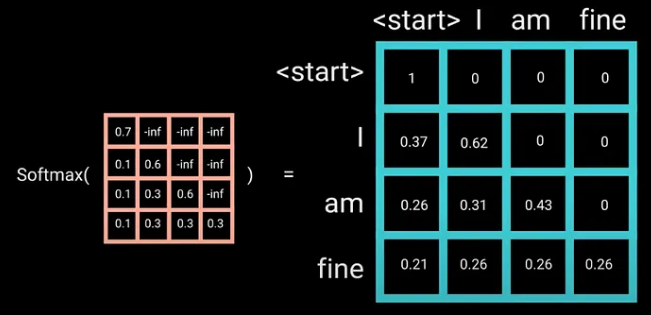 <start> I am fine
<start> 1 0 0 0
0.7 -inf -inf -inf
I 0.37 0.62 0 0
0.1 0.6 -inf -inf
Softmax( ) =
0.1 0.3 0.6 -inf
am 0.26 0.31 0.43 0
0.1 0.3 0.3 0.3
fine 0.21 0.26 0.26 0.26